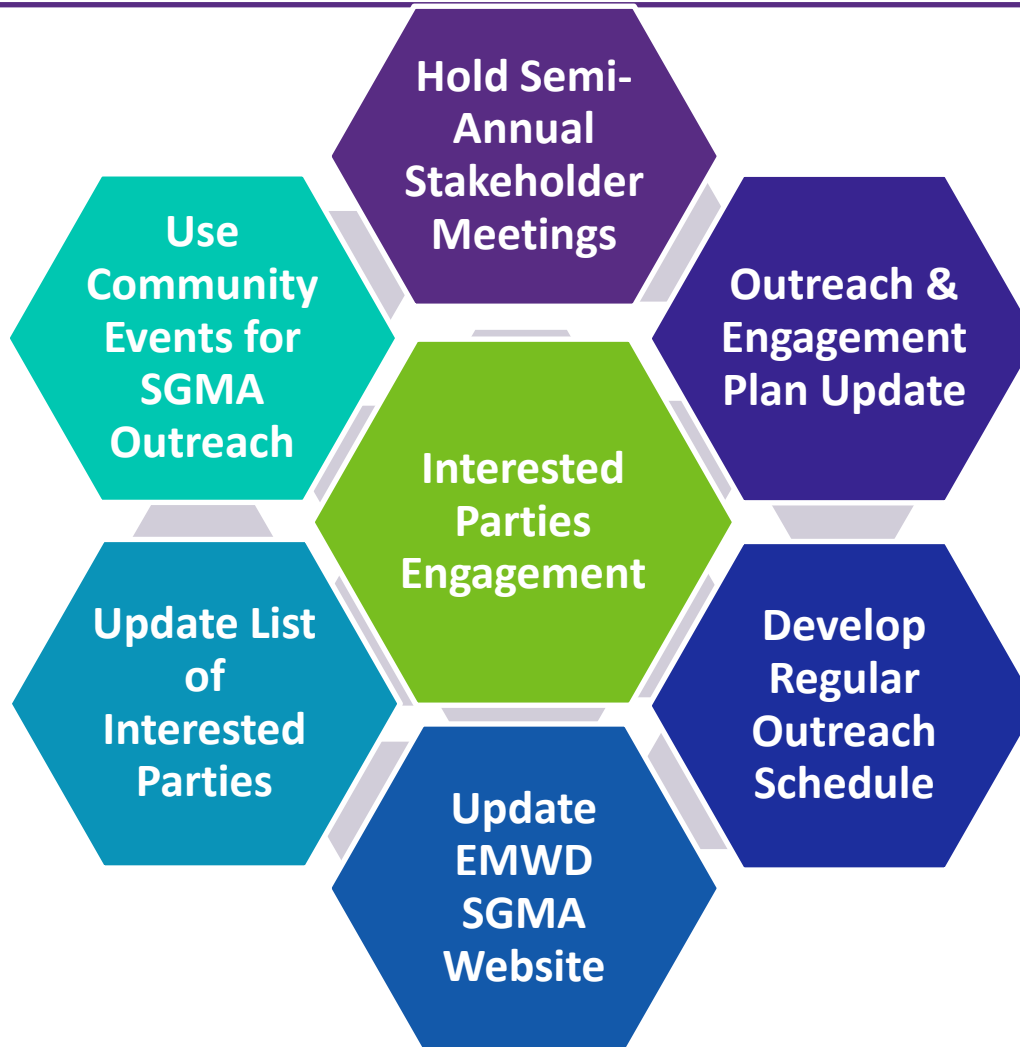 Hold Semi-
Annual
Stakeholder
Meetings
Outreach &
Engagement
Plan Update
Develop
Regular
Outreach
Schedule
Update
EMWD
SGMA
Website
Update List
of
Interested
Parties
Use
Community
Events for
SGMA
Outreach
Interested
Parties
Engagement